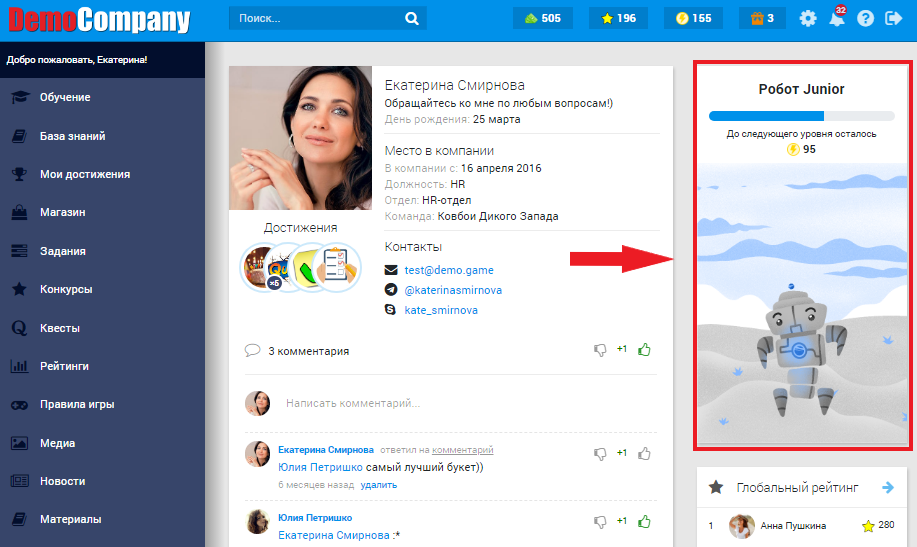 DemoCompany
Поиск...
505
196
155
3
32
Добро пожаловать, Екатерина!
Обучение
База знаний
Мои достижения
Магазин
Задания
Конкурсы
Квесты
Рейтинги
Правила игры
Медиа
Новости
Материалы
Достижения
×5
Екатерина Смирнова
Обращайтесь ко мне по любым вопросам!)
День рождения: 25 марта
Место в компании
В компании с: 16 апреля 2016
Должность: HR
Отдел: HR-отдел
Команда: Ковбои Дикого Запада
Контакты
test@demo.game
@katerinasmirnova
kate_smirnova
3 комментария
+1
Написать комментарий...
Екатерина Смирнова ответил на комментарий
Юлия Петришко самый лучший букет))
6 месяцев назад удалить
+1
Юлия Петришко
Екатерина Смирнова :*
+1
Робот Junior
До следующего уровня осталось
95
Глобальный рейтинг
1 Анна Пушкина 280